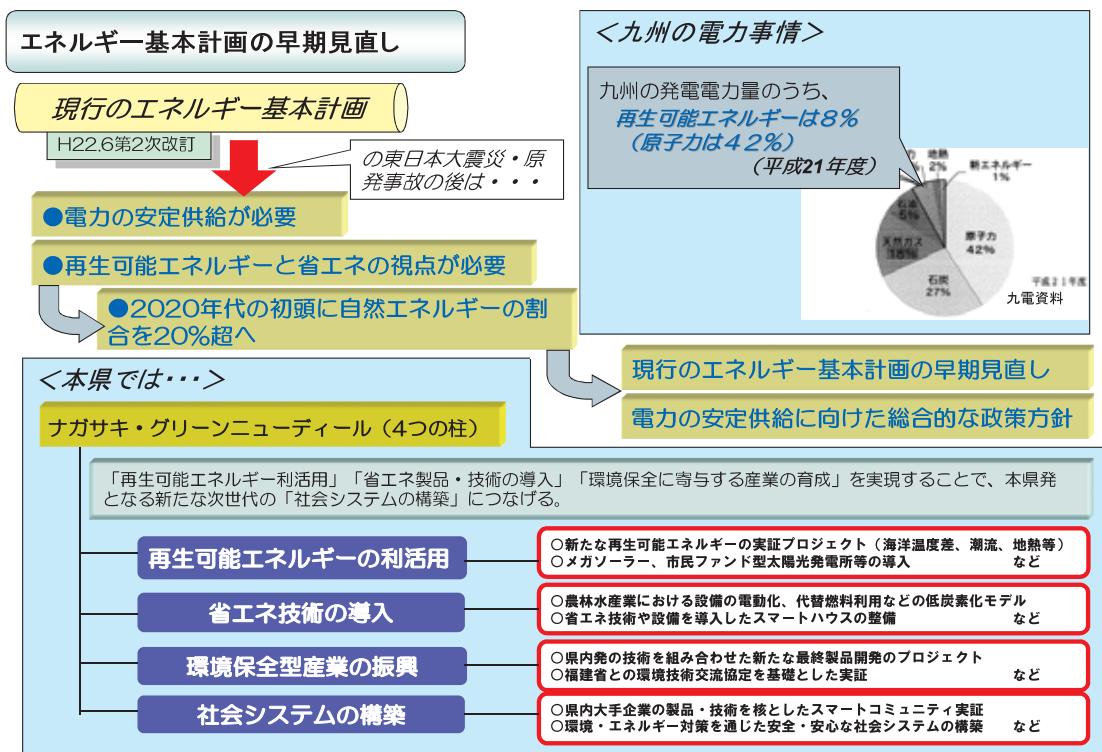 エネルギー基本計画の早期見直し
現行のエネルギー基本計画
H22.6第2次改訂
の東日本大震災・原
発事故の後は・・・
●電力の安定供給が必要
●再生可能エネルギーと省エネの視点が必要
●2020年代の初頭に自然エネルギーの割
合を20%超へ
＜九州の電力事情＞
九州の発電電力量のうち、
再生可能エネルギーは8%
（原子力は４２%）
（平成21年度）
地熱
2%
新エネルギー
1%
石油
5%
天然ガス
18%
原子力
42%
石炭
27%
平成２１年度
九電資料
現行のエネルギー基本計画の早期見直し
電力の安定供給に向けた総合的な政策方針
＜本県では・・・＞
ナガサキ・グリーンニューディール（4つの柱）
「再生可能エネルギー利活用」「省エネ製品・技術の導入」「環境保全に寄与する産業の育成」を実現することで、本県発
となる新たな次世代の「社会システムの構築」につなげる。
再生可能エネルギーの利活用
○新たな再生可能エネルギーの実証プロジェクト（海洋温度差、潮流、地熱等）
○メガソーラー、市民ファンド型太陽光発電所等の導入 など
省エネ技術の導入
○農林水産業における設備の電動化、代替燃料利用などの低炭素化モデル
○省エネ技術や設備を導入したスマートハウスの整備 など
環境保全型産業の振興
○県内発の技術を組み合わせた新たな最終製品開発のプロジェクト
○福建省との環境技術交流協定を基礎とした実証 など
社会システムの構築
○県内大手企業の製品・技術を核としたスマートコミュニティ実証
○環境・エネルギー対策を通じた安全・安心な社会システムの構築 など